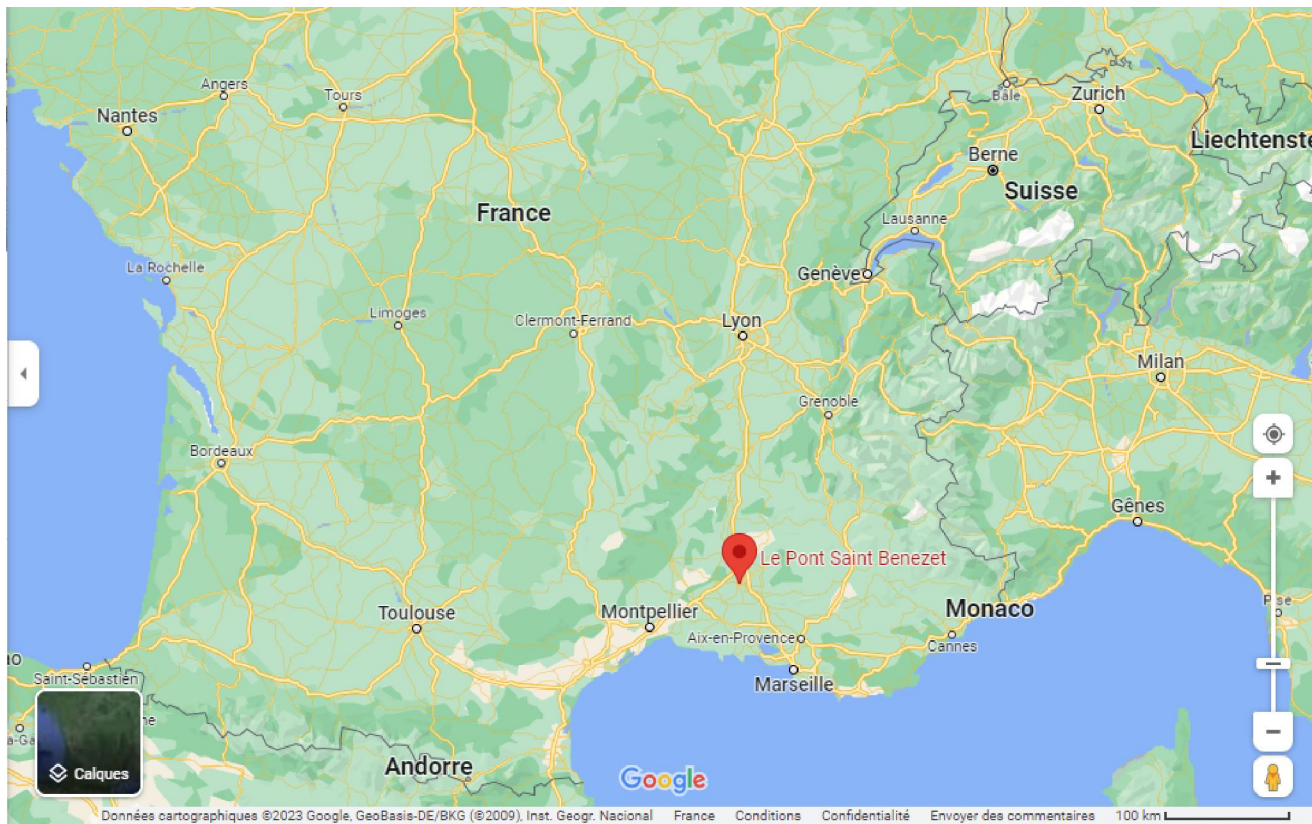 Angers
Tours
Nantes
Bâle
Zurich
Liechtenste
Berne
Suisse
France
Lausanne
La Rochelle
Genève
Limoges
Clermont-Ferrand
Lyon
Milan
Grenoble
Bordeaux
Gênes
Le Pont Saint Benezet
Toulouse
Montpellier
Monaco
Pise
Aix-en-Provence
Cannes
Saint-Sébastien
Marseille
Andorre
Calques
Google
Données cartographiques ©2023 Google, GeoBasis-DE/BKG (©2009), Inst. Geogr. Nacional France Conditions Confidentialité Envoyer des commentaires 100 km